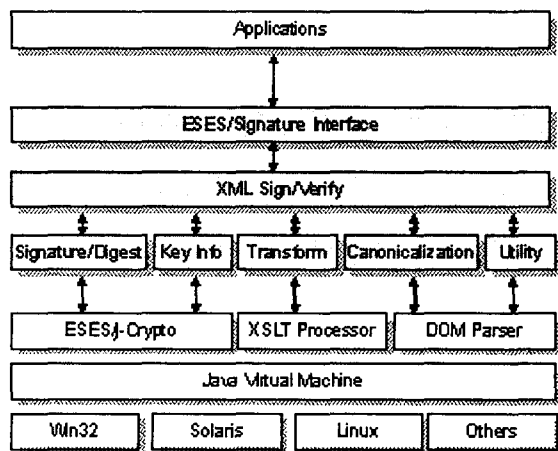 Applications
ESES/Signature Interface
XML Sign/Verify
Signature/Digest Key Info Transform Canonicalization Utility
ESES/j-Crypto XSLT Processor DOM Parser
Java Virtual Machine
Win32 Solaris Linux Others